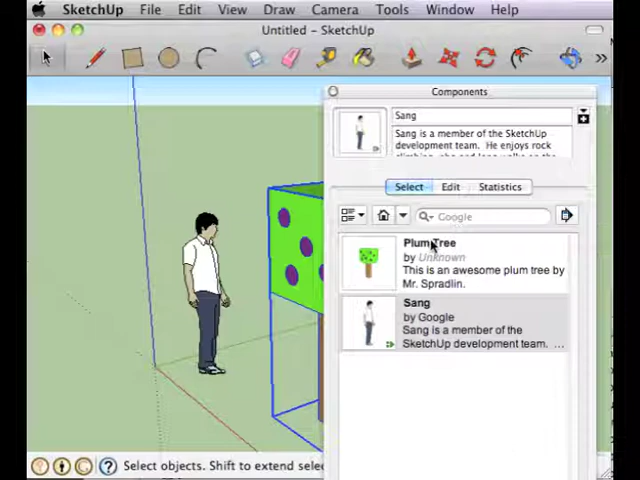 SketchUp File Edit View Draw Camera Tools Window Help
Untitled - SketchUp
Components
Sang
Sang is a member of the SketchUp
development team. He enjoys rock
Select Edit Statistics
Google
Plum Tree
by Unknown
This is an awesome plum tree by
Mr. Spradlin.
Sang
by Google
Sang is a member of the
SketchUp development team. ...
Select objects. Shift to extend sele